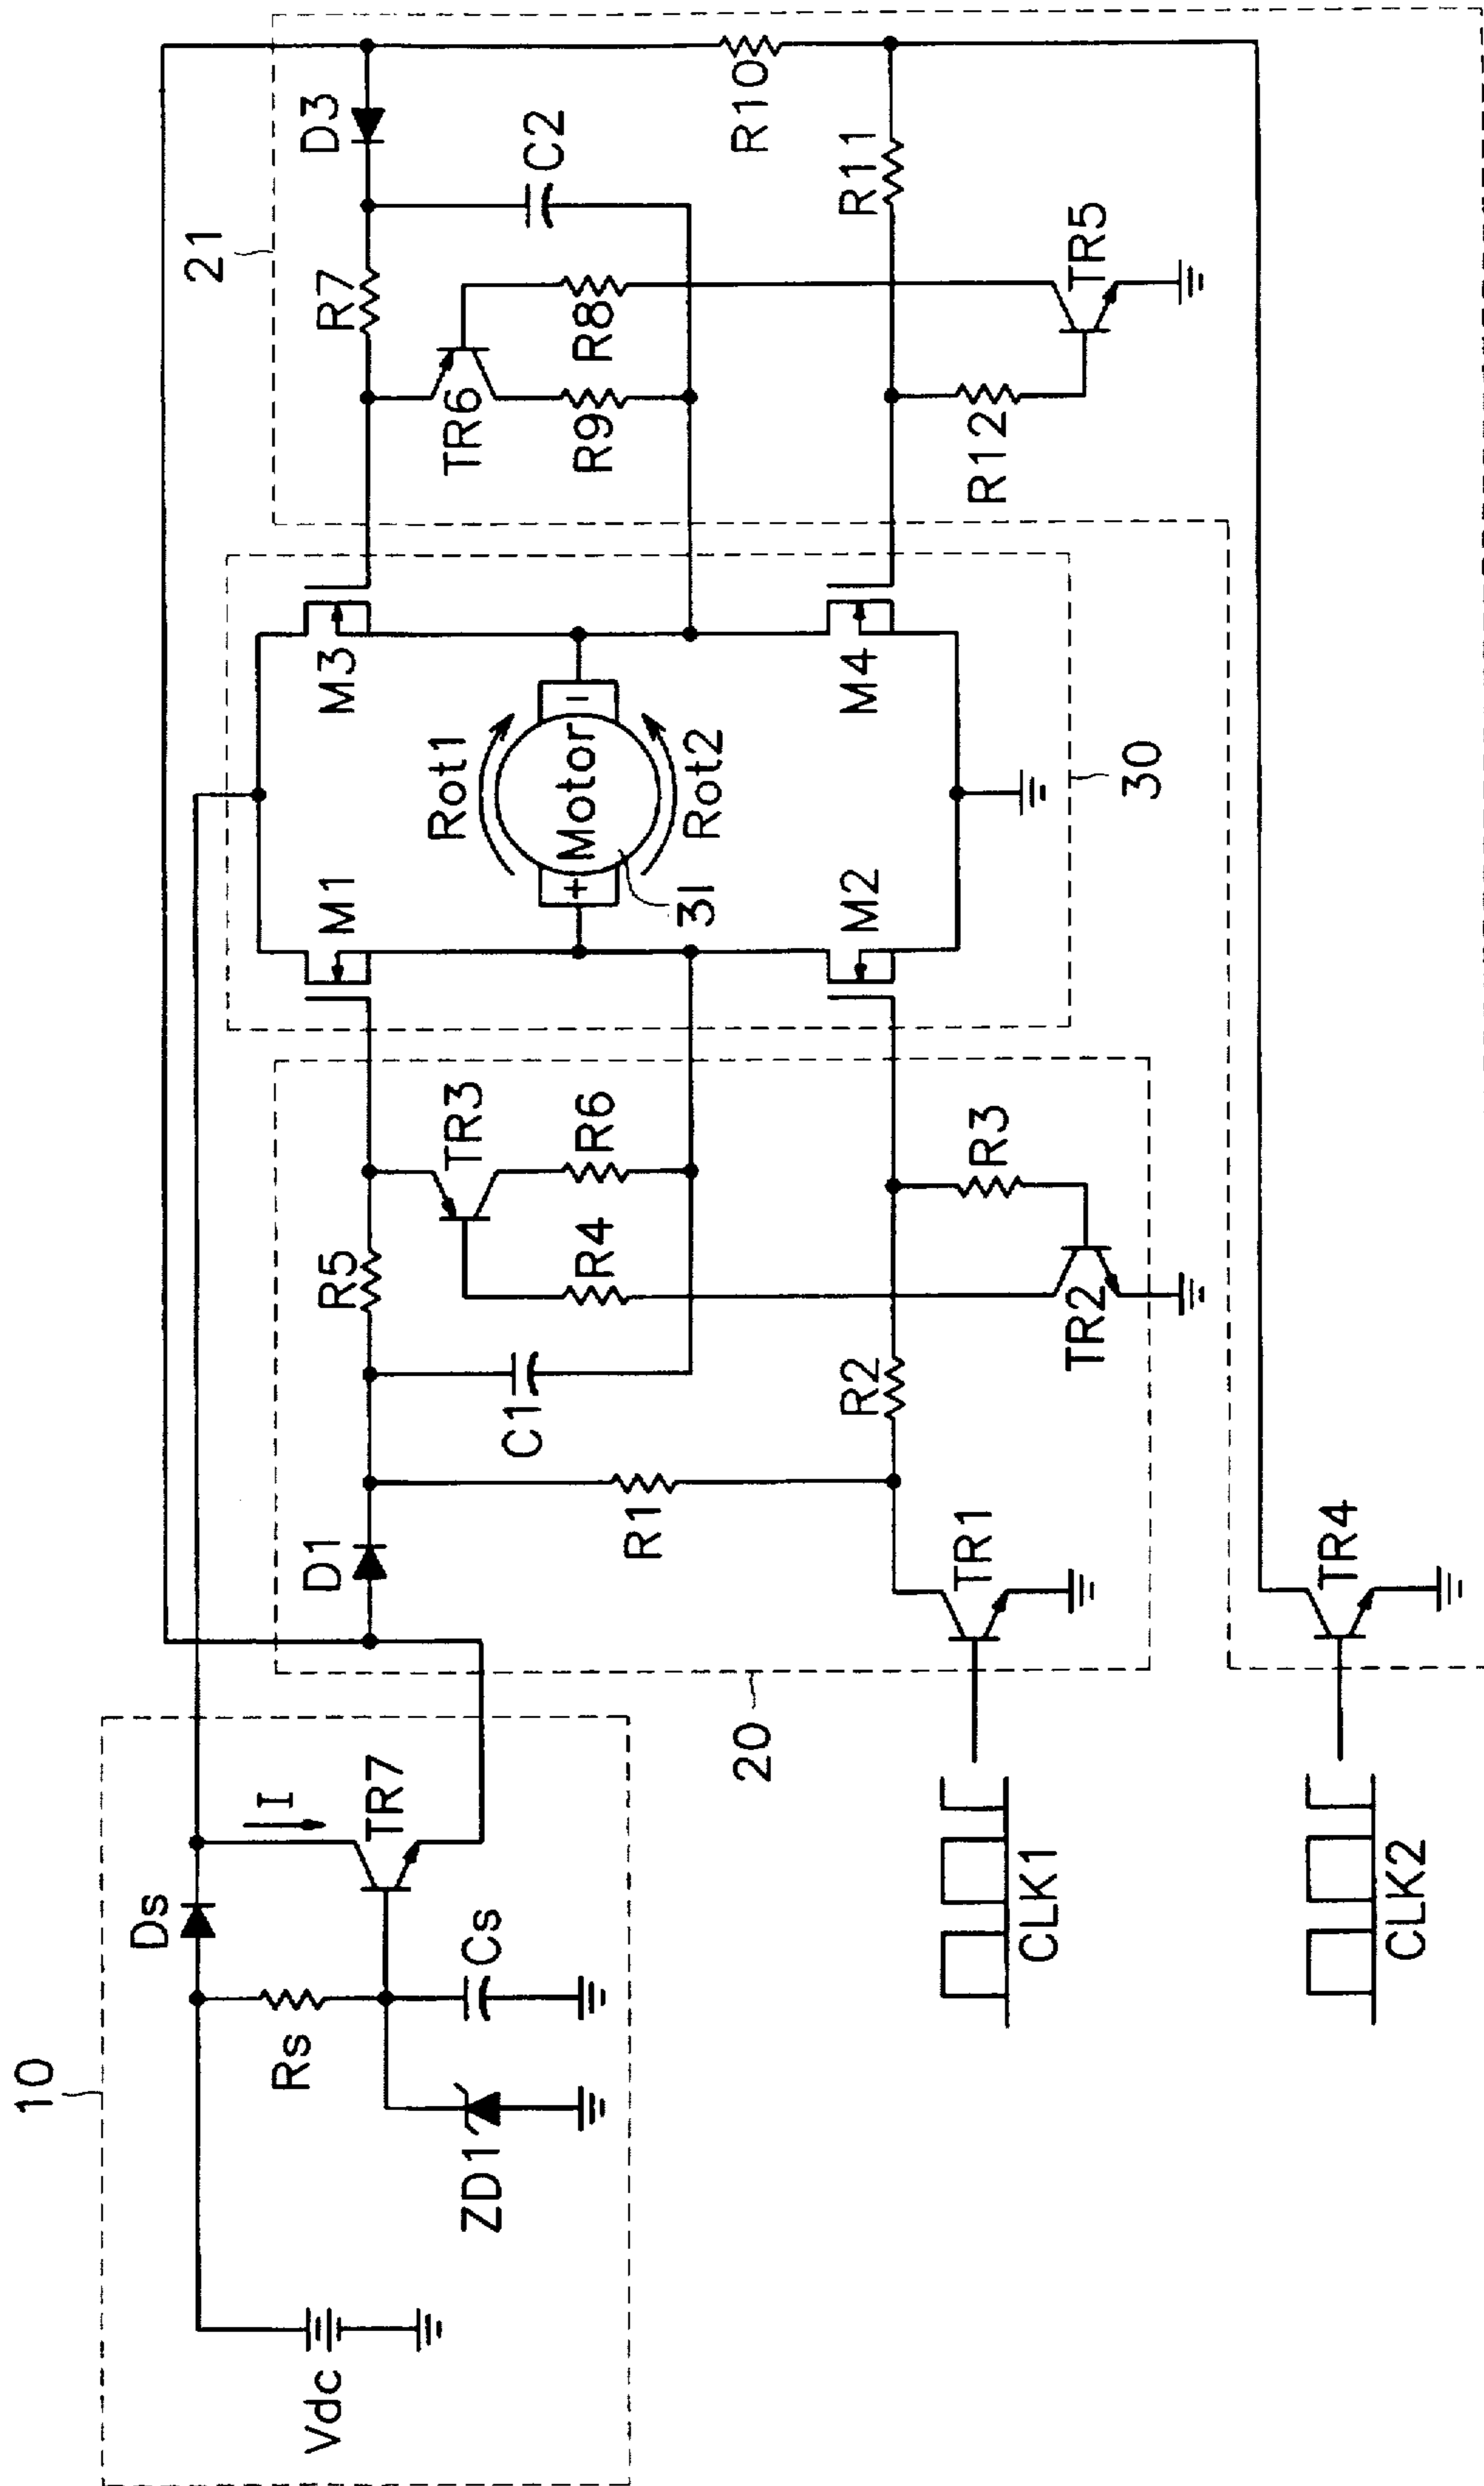 10
Vdc
ZD1
Rs
Cs
Ds
I
TR7
CLK1
CLK2
20
D1
R1
TR1
TR4
C1
R2
R5
R4
R6
TR3
TR2
R3
30
M1
M2
Rot1
+ Motor -
Rot2
31
M3
M4
21
TR6
R9
R8
R7
R12
TR5
C2
R11
D3
R10